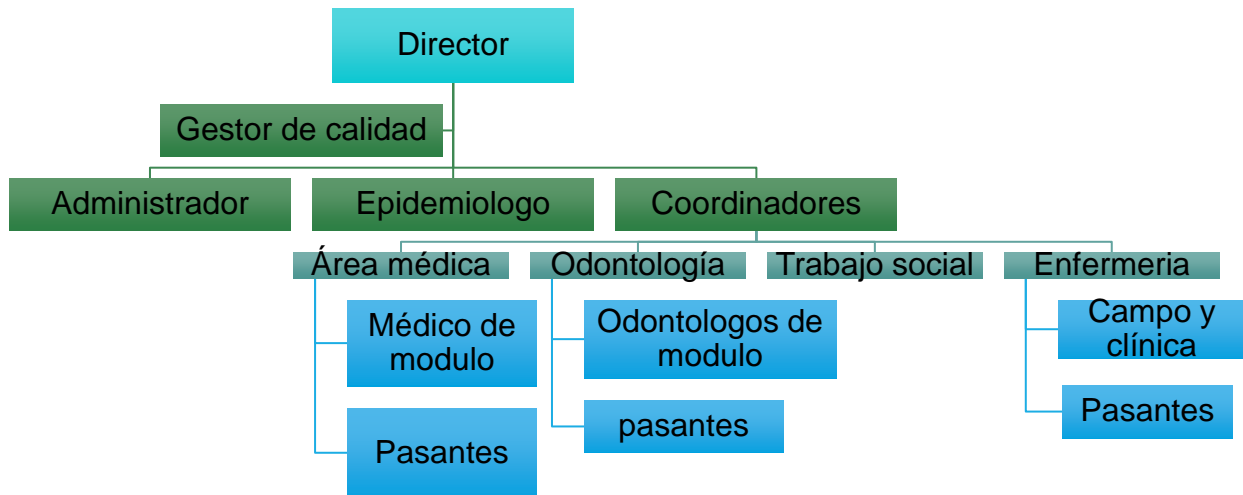 Director
Gestor de calidad
Administrador
Epidemiologo
Coordinadores
Área médica
Odontología
Trabajo social
Enfermeria
Médico de
modulo
Pasantes
Odontologos de
modulo
pasantes
Campo y
clínica
Pasantes